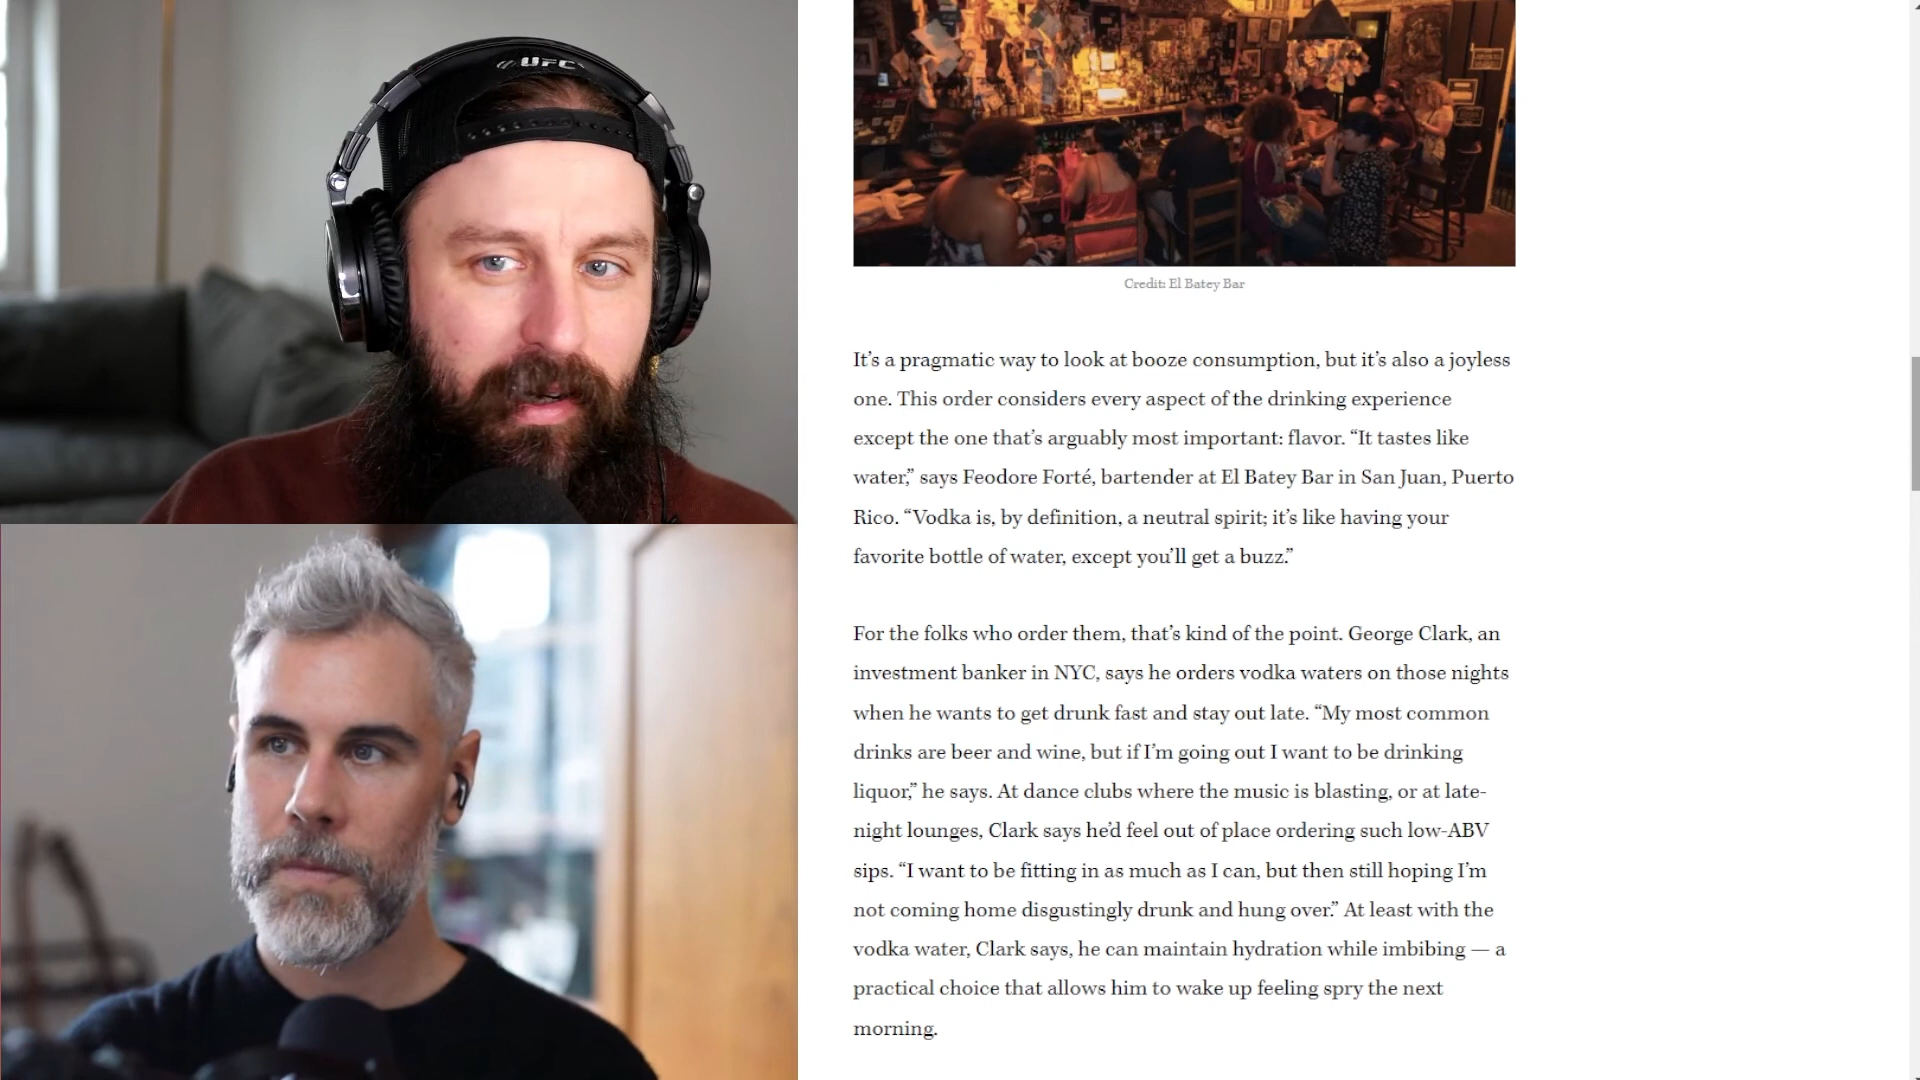 UFC
Credit: El Batey Bar
It’s a pragmatic way to look at booze consumption, but it’s also a joyless
one. This order considers every aspect of the drinking experience
except the one that’s arguably most important: flavor. “It tastes like
water,” says Feodore Forté, bartender at El Batey Bar in San Juan, Puerto
Rico. “Vodka is, by definition, a neutral spirit; it’s like having your
favorite bottle of water, except you’ll get a buzz.”
For the folks who order them, that’s kind of the point. George Clark, an
investment banker in NYC, says he orders vodka waters on those nights
when he wants to get drunk fast and stay out late. “My most common
drinks are beer and wine, but if I’m going out I want to be drinking
liquor,” he says. At dance clubs where the music is blasting, or at late-
night lounges, Clark says he’d feel out of place ordering such low-ABV
sips. “I want to be fitting in as much as I can, but then still hoping I’m
not coming home disgustingly drunk and hung over.” At least with the
vodka water, Clark says, he can maintain hydration while imbibing — a
practical choice that allows him to wake up feeling spry the next
morning.